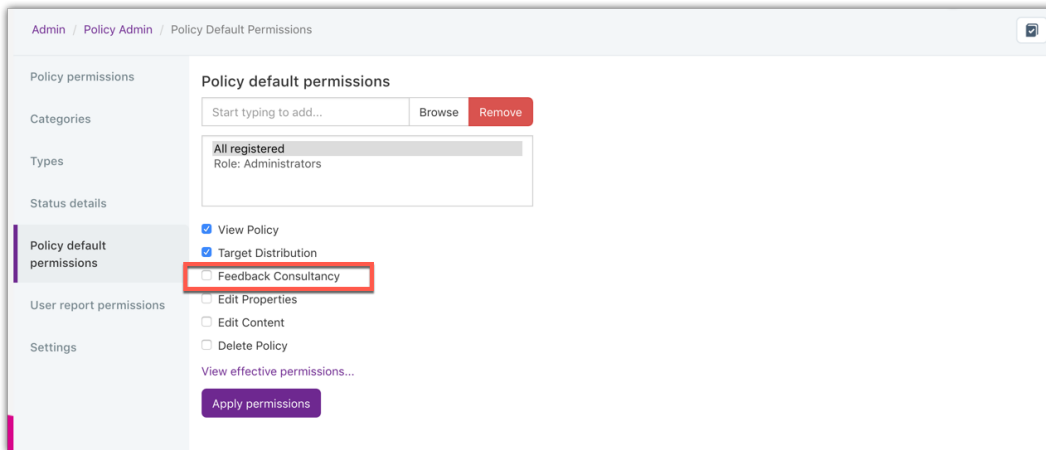 Admin / Policy Admin / Policy Default Permissions
Policy permissions
Categories
Types
Status details
Policy default
permissions
User report permissions
Settings
Policy default permissions
Start typing to add... Browse Remove
All registered
Role: Administrators
View Policy
Target Distribution
Feedback Consultancy
Edit Properties
Edit Content
Delete Policy
View effective permissions...
Apply permissions